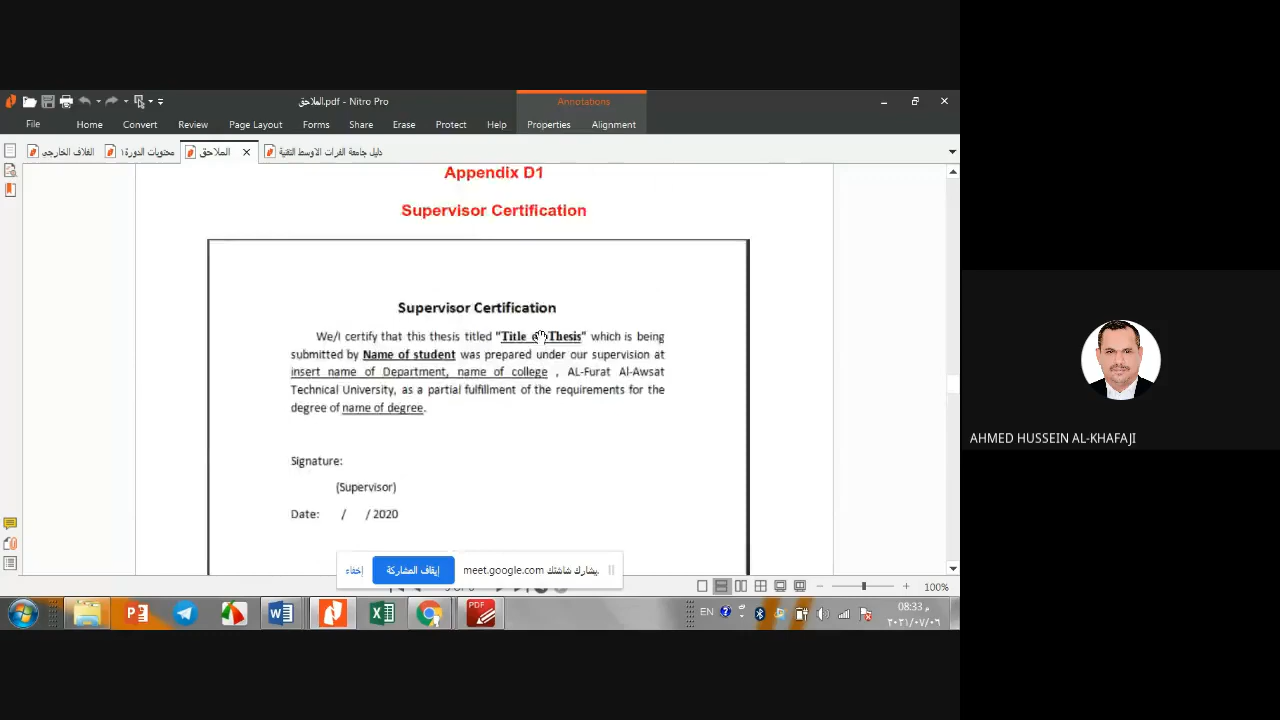 الملاحق.pdf - Nitro Pro
Annotations
File Home Convert Review Page Layout Forms Share Erase Protect Help Properties Alignment
الغلاف الخارجي محتويات الدورة١ الملاحق دليل جامعة الفرات الاوسط التقنية
Appendix D1
Supervisor Certification
Supervisor Certification
We/I certify that this thesis titled "Title of Thesis" which is being
submitted by Name of student was prepared under our supervision at
insert name of Department, name of college , AL-Furat Al-Awsat
Technical University, as a partial fulfillment of the requirements for the
degree of name of degree.
Signature:
(Supervisor)
Date: / / 2020
AHMED HUSSEIN AL-KHAFAJI
إخفاء إيقاف المشاركة meet.google.com يشارك شاشتك.
100%
EN
08:33 م
٢٠٢١/٠٧/٠٦
PDF